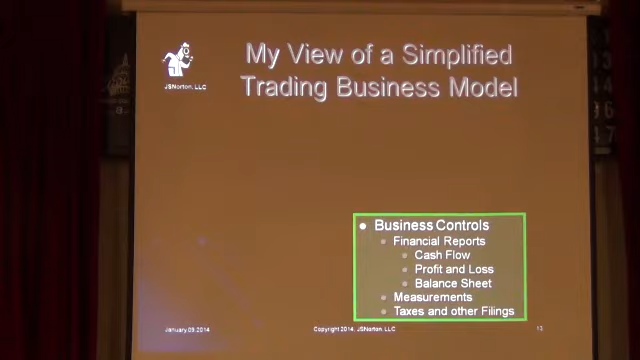 My View of a Simplified
Trading Business Model
JSNorton, LLC
Business Controls
Financial Reports
Cash Flow
Profit and Loss
Balance Sheet
Measurements
Taxes and other Filings
January.09.2014
Copyright 2014, JSNorton, LLC
13